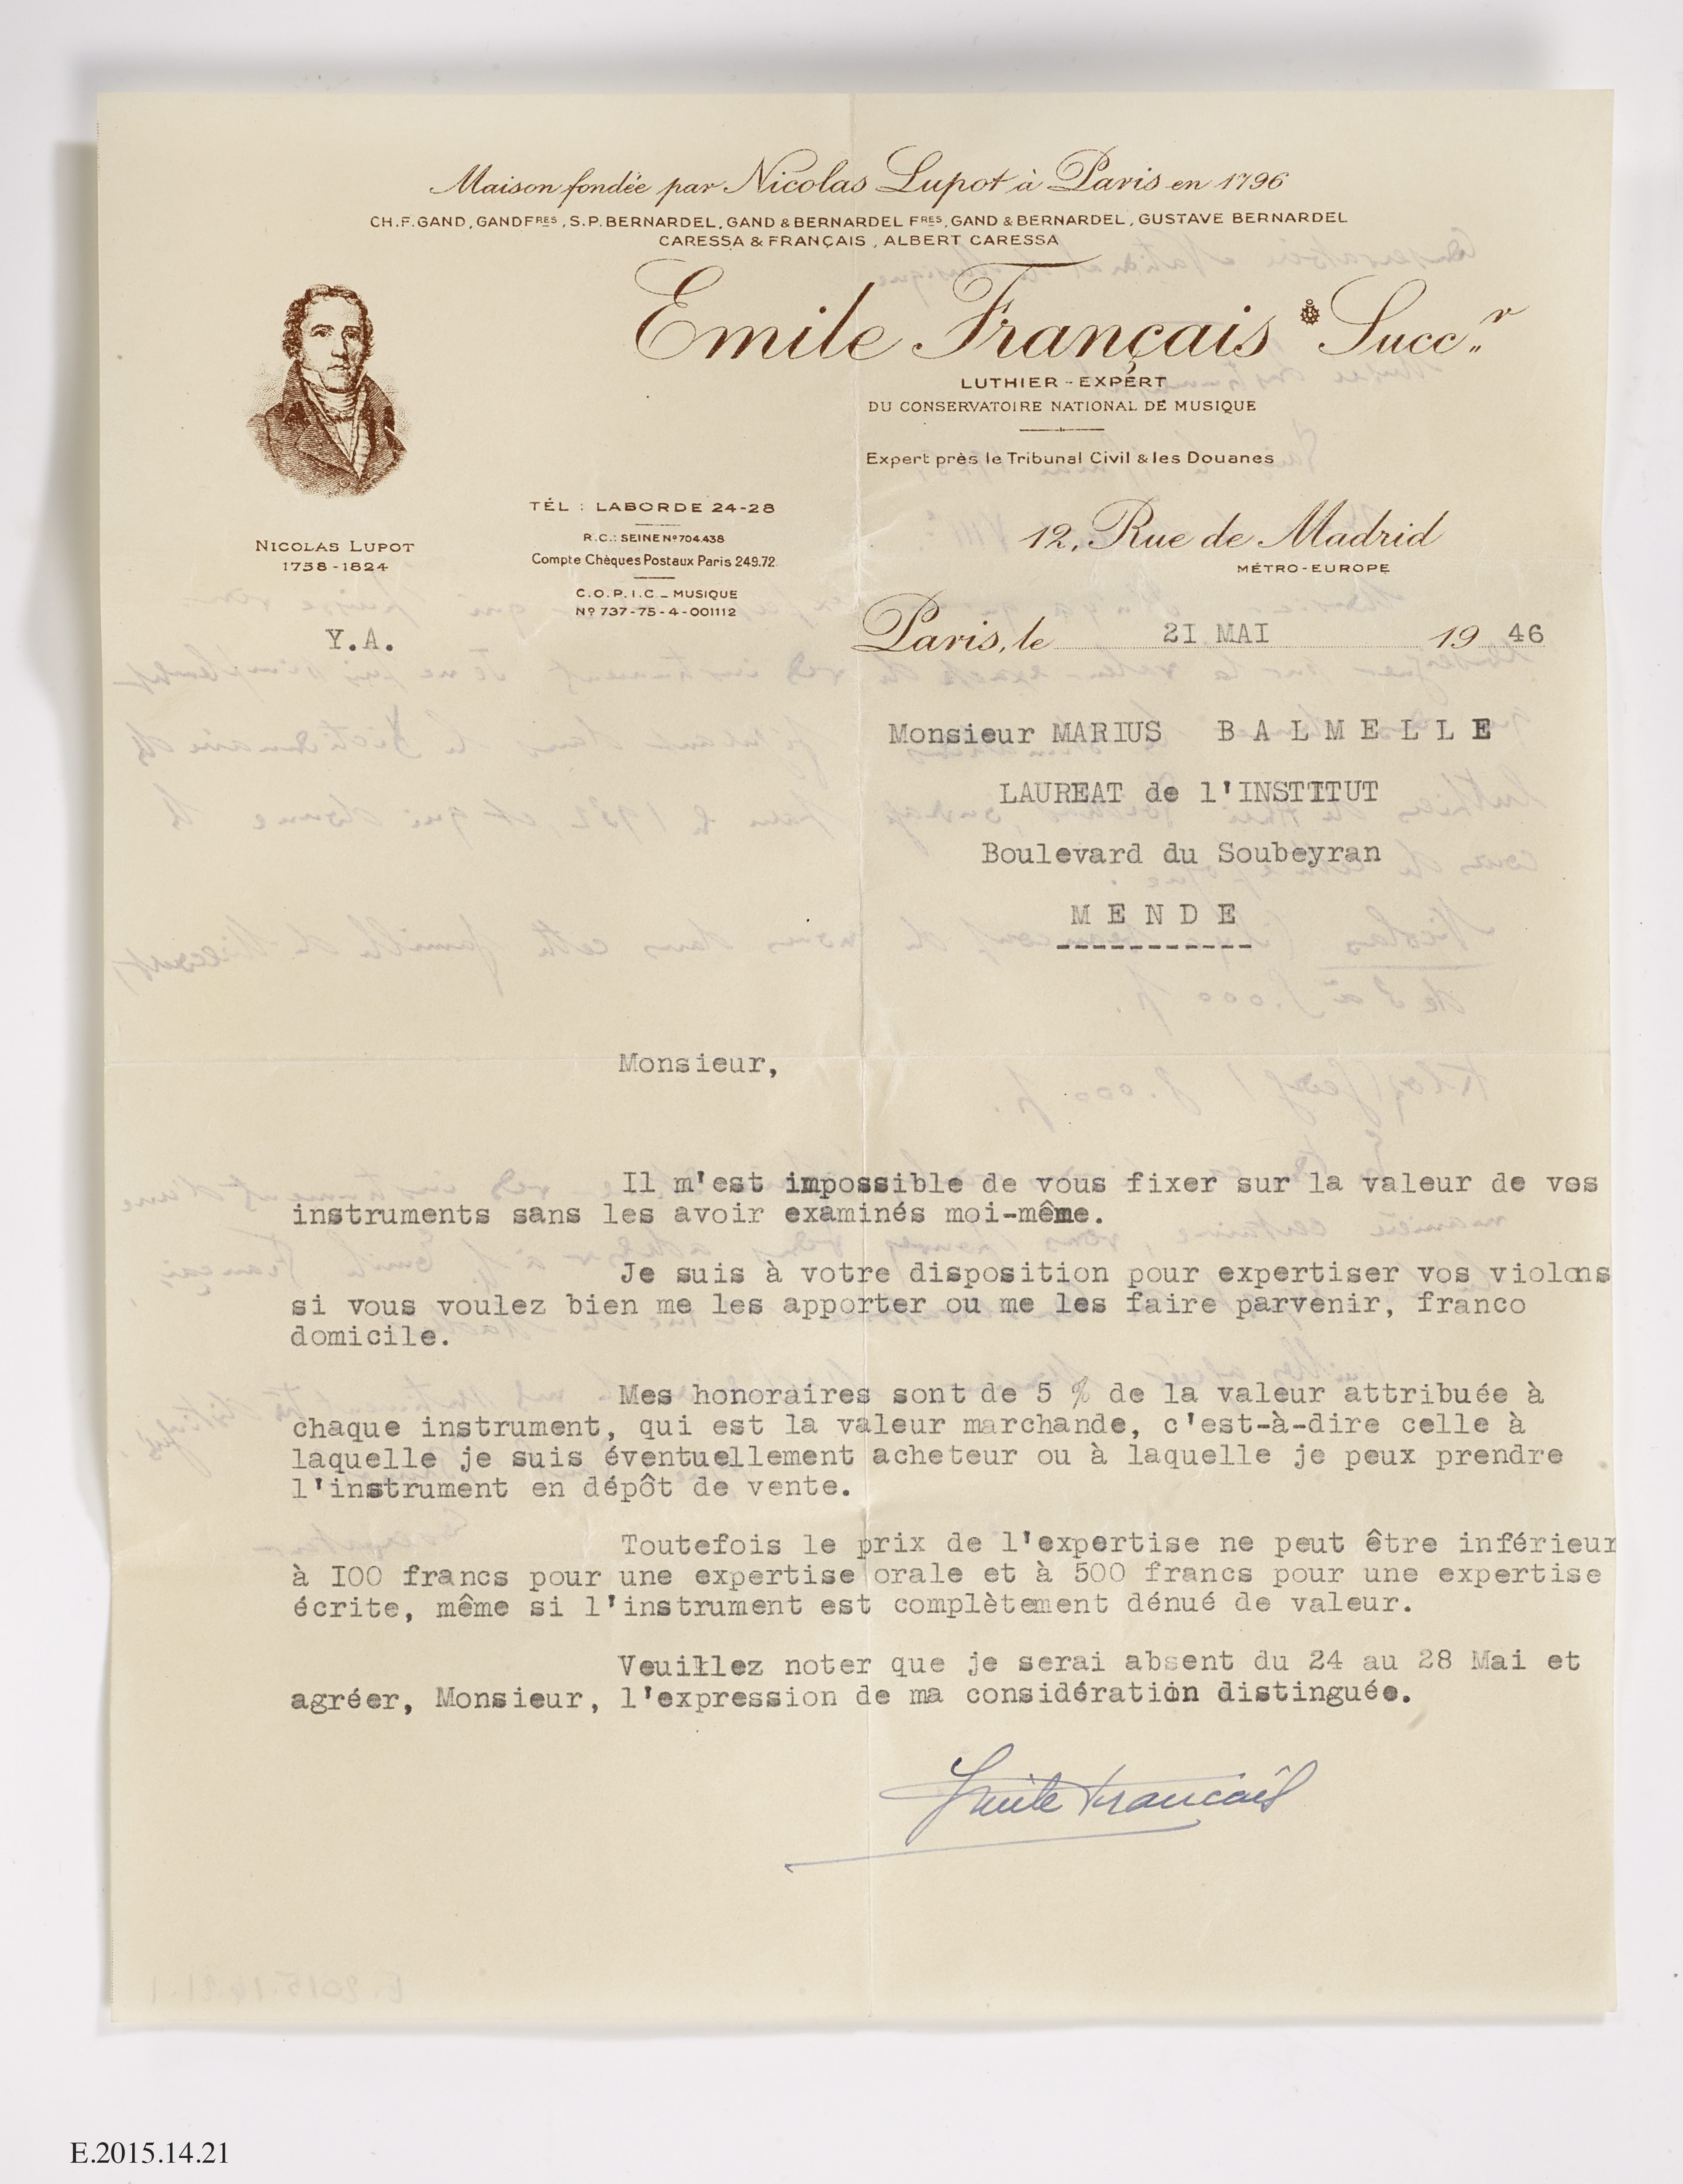 Maison fondée par Nicolas Lupot à Paris en 1796
CH.F.GAND, GAND FRES, S.P. BERNARDEL, GAND & BERNARDEL FRES, GAND & BERNARDEL, GUSTAVE BERNARDEL
CARESSA & FRANÇAIS, ALBERT CARESSA
Emile Français Succr
LUTHIER-EXPERT
DU CONSERVATOIRE NATIONAL DE MUSIQUE
Expert près le Tribunal Civil & les Douanes
NICOLAS LUPOT
1758-1824
TÉL : LABORDE 24-28
R.C.: SEINE Nº 704.438
Compte Chèques Postaux Paris 249.72
C.O.P.I.C._ MUSIQUE
Nº 737-75-4-001112
12, Rue de Madrid
MÉTRO-EUROPE
Y.A.
Paris, le 2I MAI 19 46
Monsieur MARIUS B A L M E L L E
LAUREAT de l'INSTITUT
Boulevard du Soubeyran
M E N D E
Monsieur,
Il m'est impossible de vous fixer sur la valeur de vos
instruments sans les avoir examinés moi-même.
Je suis à votre disposition pour expertiser vos violons
si vous voulez bien me les apporter ou me les faire parvenir, franco
domicile.
Mes honoraires sont de 5 % de la valeur attribuée à
chaque instrument, qui est la valeur marchande, c'est-à-dire celle à
laquelle je suis éventuellement acheteur ou à laquelle je peux prendre
l'instrument en dépôt de vente.
Toutefois le prix de l'expertise ne peut être inférieur
à I00 francs pour une expertise orale et à 500 francs pour une expertise
écrite, même si l'instrument est complètement dénué de valeur.
Veuillez noter que je serai absent du 24 au 28 Mai et
agréer, Monsieur, l'expression de ma considération distinguée.
Emile Français
E.2015.14.21